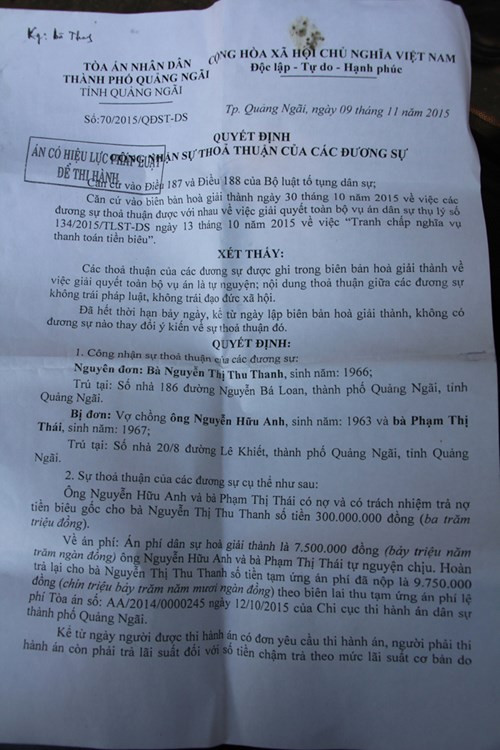 TÒA ÁN NHÂN DÂN
THÀNH PHỐ QUẢNG NGÃI
TỈNH QUẢNG NGÃI
Số:70/2015/QĐST-DS
CỘNG HÒA XÃ HỘI CHỦ NGHĨA VIỆT NAM
Độc lập - Tự do - Hạnh phúc
Tp. Quảng Ngãi, ngày 09 tháng 11 năm 2015
QUYẾT ĐỊNH
CÔNG NHẬN SỰ THOẢ THUẬN CỦA CÁC ĐƯƠNG SỰ
ÁN CÓ HIỆU LỰC PHÁP LUẬT
ĐỂ THI HÀNH
Căn cứ vào Điều 187 và Điều 188 của Bộ luật tố tụng dân sự;
Căn cứ vào biên bản hoà giải thành ngày 30 tháng 10 năm 2015 về việc các
đương sự thoả thuận được với nhau về việc giải quyết toàn bộ vụ án dân sự thụ lý số
134/2015/TLST-DS ngày 13 tháng 10 năm 2015 về việc “Tranh chấp nghĩa vụ
thanh toán tiền biêu”.
XÉT THẤY:
Các thoả thuận của các đương sự được ghi trong biên bản hoà giải thành về
việc giải quyết toàn bộ vụ án là tự nguyện; nội dung thoả thuận giữa các đương sự
không trái pháp luật, không trái đạo đức xã hội.
Đã hết thời hạn bảy ngày, kể từ ngày lập biên bản hoà giải thành, không có
đương sự nào thay đổi ý kiến về sự thoả thuận đó.
QUYẾT ĐỊNH:
1. Công nhận sự thoả thuận của các đương sự:
Nguyên đơn: Bà Nguyễn Thị Thu Thanh, sinh năm: 1966;
Trú tại: Số nhà 186 đường Nguyễn Bá Loan, thành phố Quảng Ngãi, tỉnh
Quảng Ngãi.
Bị đơn: Vợ chồng ông Nguyễn Hữu Anh, sinh năm: 1963 và bà Phạm Thị
Thái, sinh năm: 1967;
Trú tại: Số nhà 20/8 đường Lê Khiết, thành phố Quảng Ngãi, tỉnh Quảng
Ngãi.
2. Sự thoả thuận của các đương sự cụ thể như sau:
Ông Nguyễn Hữu Anh và bà Phạm Thị Thái có nợ và có trách nhiệm trả nợ
tiền biêu gốc cho bà Nguyễn Thị Thu Thanh số tiền 300.000.000 đồng (ba trăm
triệu đồng).
Về án phí: Án phí dân sự hoà giải thành là 7.500.000 đồng (bảy triệu năm
trăm ngàn đồng) ông Nguyễn Hữu Anh và bà Phạm Thị Thái tự nguyện chịu. Hoàn
trả lại cho bà Nguyễn Thị Thu Thanh số tiền tạm ứng án phí đã nộp là 9.750.000
đồng (chín triệu bảy trăm năm mươi ngàn đồng) theo biên lai thu tạm ứng án phí lệ
phí Tòa án số: AA/2014/0000245 ngày 12/10/2015 của Chi cục thi hành án dân sự
thành phố Quảng Ngãi.
Kể từ ngày người được thi hành án có đơn yêu cầu thi hành án, người phải thi
hành án còn phải trả lãi suất đối với số tiền chậm trả theo mức lãi suất cơ bản do